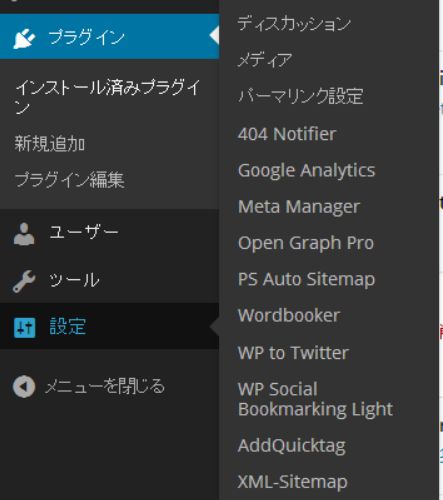 プラグイン
インストール済みプラグイ
ン
新規追加
プラグイン編集
ユーザー
ツール
設定
メニューを閉じる
ディスカッション
メディア
パーマリンク設定
404 Notifier
Google Analytics
Meta Manager
Open Graph Pro
PS Auto Sitemap
Wordbooker
WP to Twitter
WP Social
Bookmarking Light
AddQuicktag
XML-Sitemap